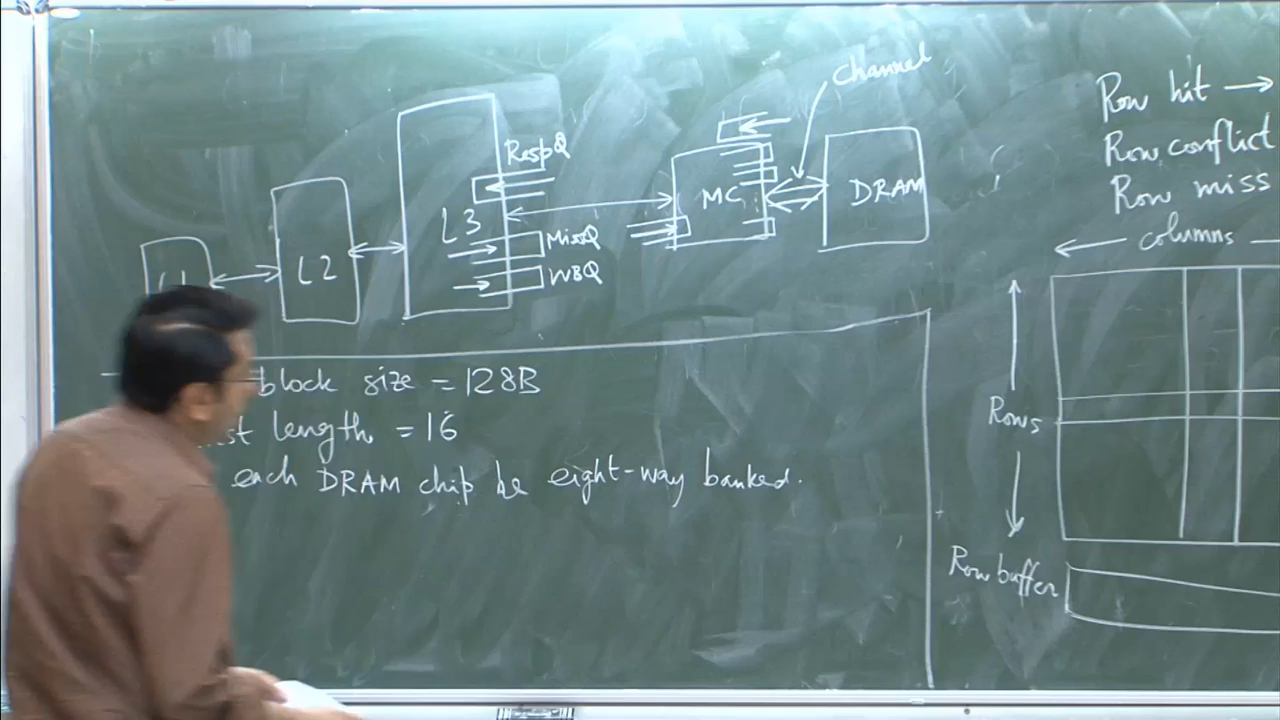 channel
RespQ
L3
MissQ
WBQ
MC
DRAM
L2
block size = 128B
length = 16
each DRAM chip be eight-way banked.
Row hit →
Row conflict
Row miss
columns
Rows
Row buffer